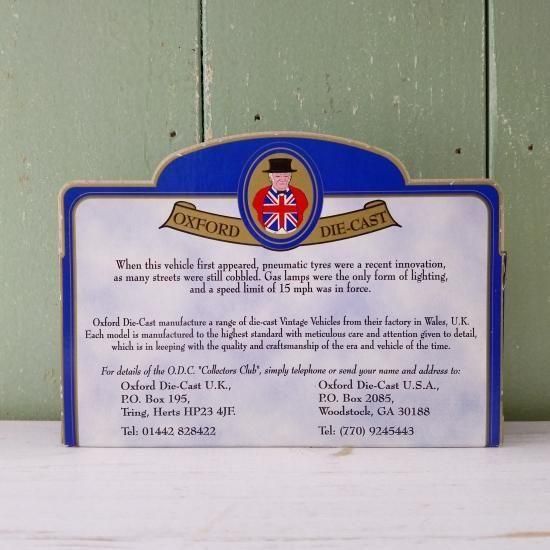 OXFORD DIE-CAST
When this vehicle first appeared, pneumatic tyres were a recent innovation,
as many streets were still cobbled. Gas lamps were the only form of lighting,
and a speed limit of 15 mph was in force.
Oxford Die-Cast manufacture a range of die-cast Vintage Vehicles from their factory in Wales, U.K.
Each model is manufactured to the highest standard with meticulous care and attention given to detail,
which is in keeping with the quality and craftsmanship of the era and vehicle of the time.
For details of the O.D.C. "Collectors Club", simply telephone or send your name and address to:
Oxford Die-Cast U.K.,
P.O. Box 195,
Tring, Herts HP23 4JF.
Tel: 01442 828422
Oxford Die-Cast U.S.A.,
P.O. Box 2085,
Woodstock, GA 30188
Tel: (770) 9245443